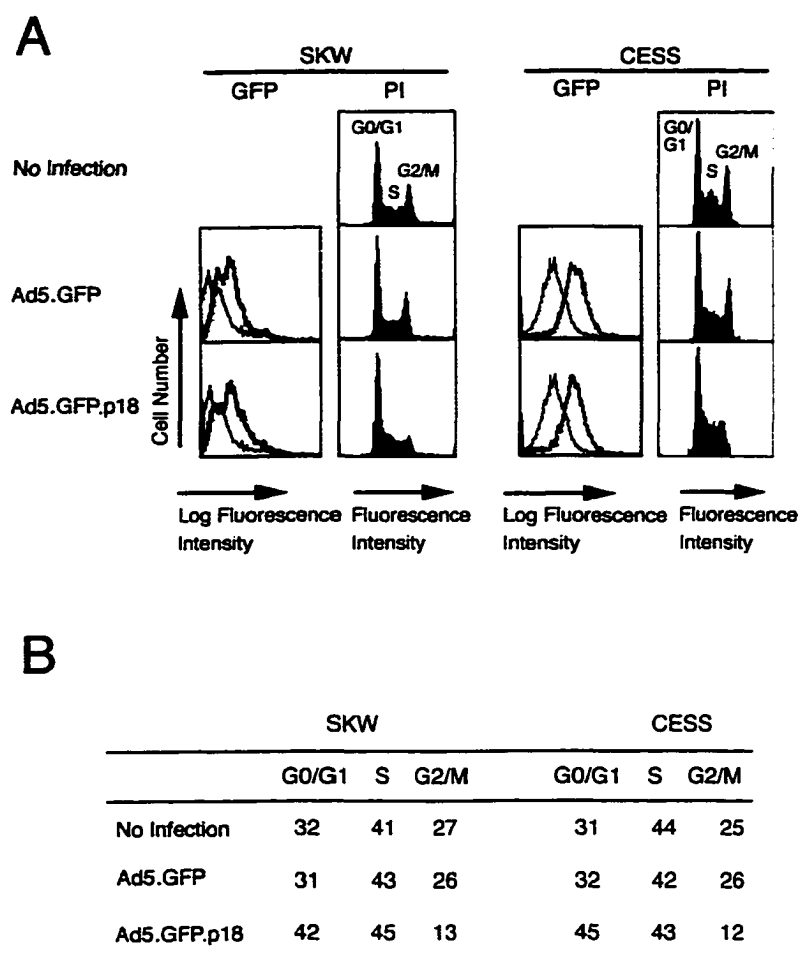 A
SKW CESS
GFP PI GFP PI
G0/G1 S G2/M
G0/
G1 S G2/M
No Infection
Ad5.GFP
Ad5.GFP.p18
Cell Number
Log Fluorescence Intensity
Fluorescence Intensity
Log Fluorescence Intensity
Fluorescence Intensity
B
SKW CESS
G0/G1 S G2/M G0/G1 S G2/M
No Infection 32 41 27 31 44 25
Ad5.GFP 31 43 26 32 42 26
Ad5.GFP.p18 42 45 13 45 43 12